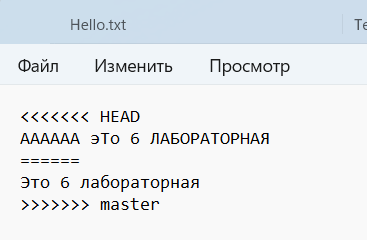 Hello.txt
Файл Изменить Просмотр
<<<<<<< HEAD
АААААА эТо 6 ЛАБОРАТОРНАЯ
======
Это 6 лабораторная
>>>>>>> master